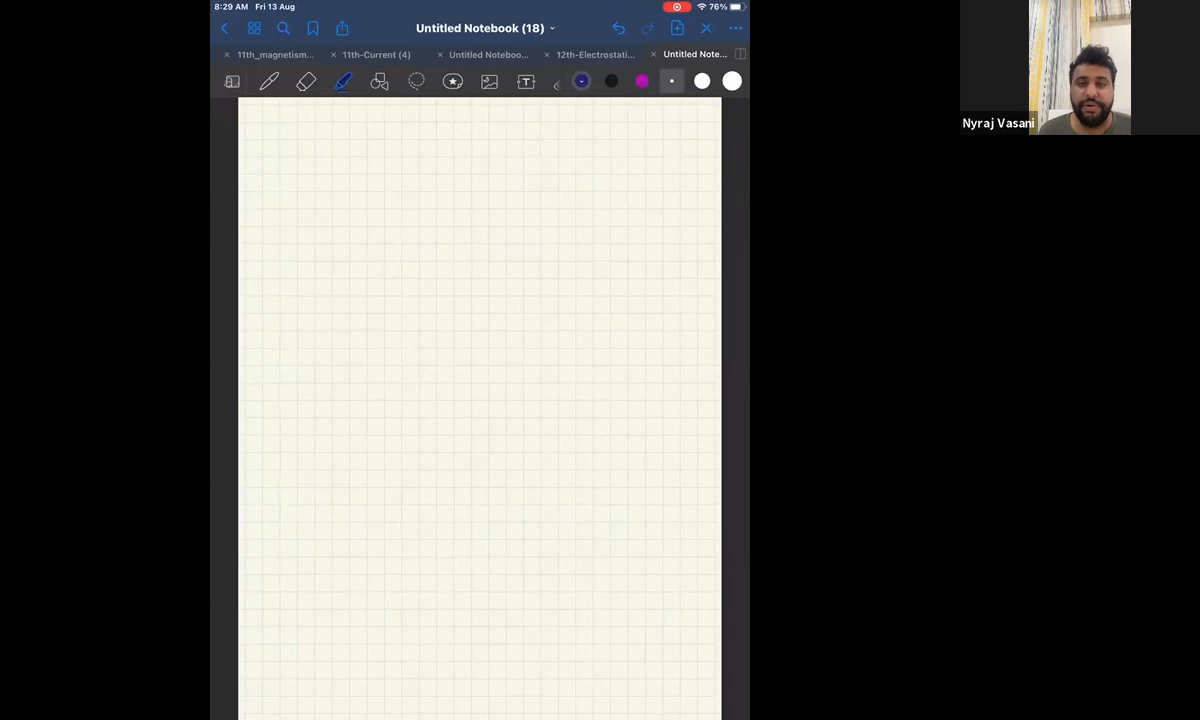 8:29 AM Fri 13 Aug 76%
Untitled Notebook (18)
11th_magnetism... 11th-Current (4) Untitled Noteboo... 12th-Electrostati... Untitled Note...
T
Nyraj Vasani